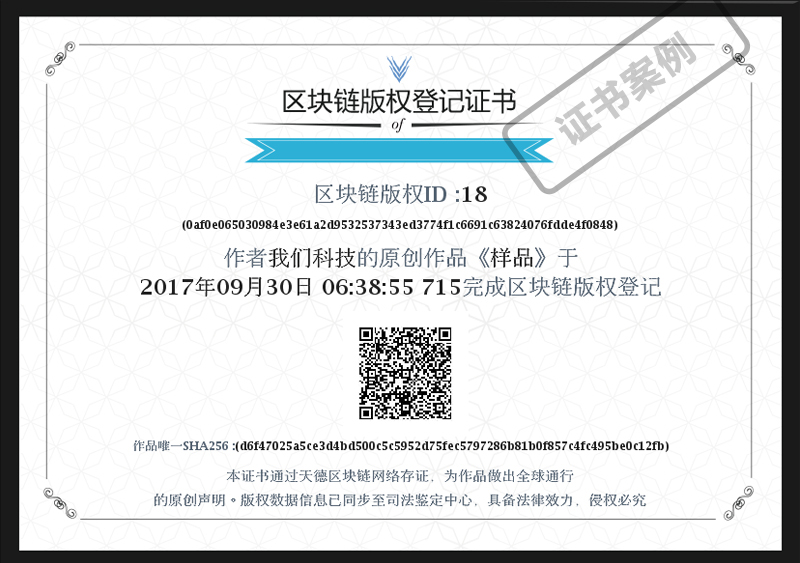 证书案例
区块链版权登记证书
of
区块链版权ID :18
(0af0e065030984e3e61a2d9532537343ed3774f1c6691c63824076fdde4f0848)
作者我们科技的原创作品《样品》于
2017年09月30日 06:38:55 715完成区块链版权登记
作品唯一SHA256 :(d6f47025a5ce3d4bd500c5c5952d75fec5797286b81b0f857c4fc495be0c12fb)
本证书通过天德区块链网络存证，为作品做出全球通行
的原创声明。版权数据信息已同步至司法鉴定中心，具备法律效力，侵权必究